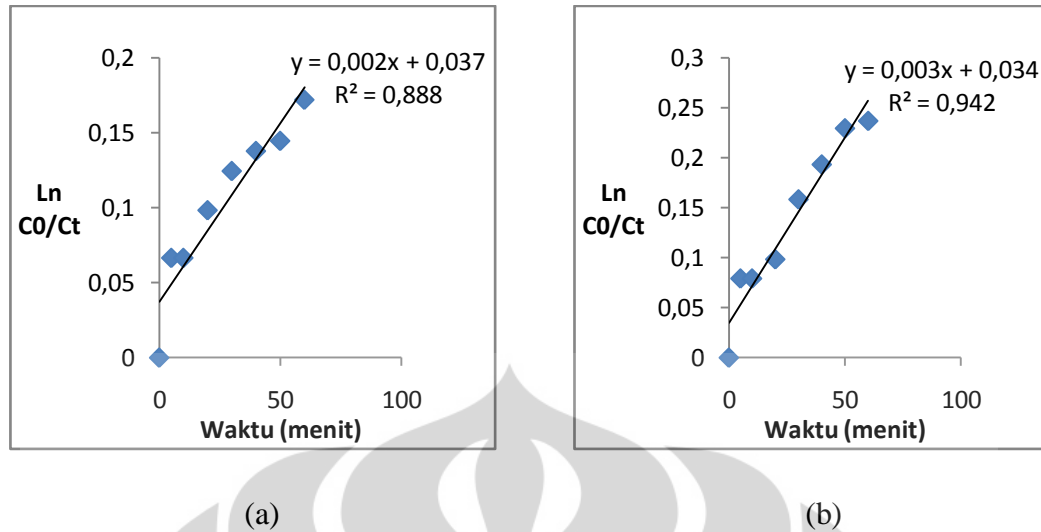 0,2
0,15
0,1
0,05
0
Ln
C0/Ct
y = 0,002x + 0,037
R² = 0,888
0 50 100
Waktu (menit)
(a)
0,3
0,25
0,2
0,15
0,1
0,05
0
Ln
C0/Ct
y = 0,003x + 0,034
R² = 0,942
0 50 100
Waktu (menit)
(b)